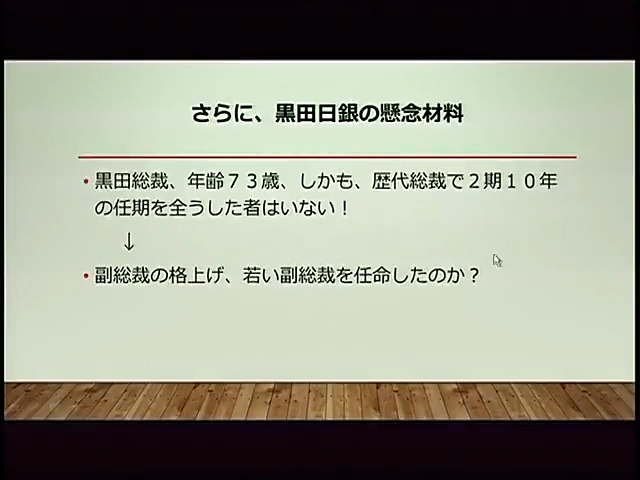 さらに、黒田日銀の懸念材料
・黒田総裁、年齢７３歳、しかも、歴代総裁で２期１０年
の任期を全うした者はいない！
↓
・副総裁の格上げ、若い副総裁を任命したのか？